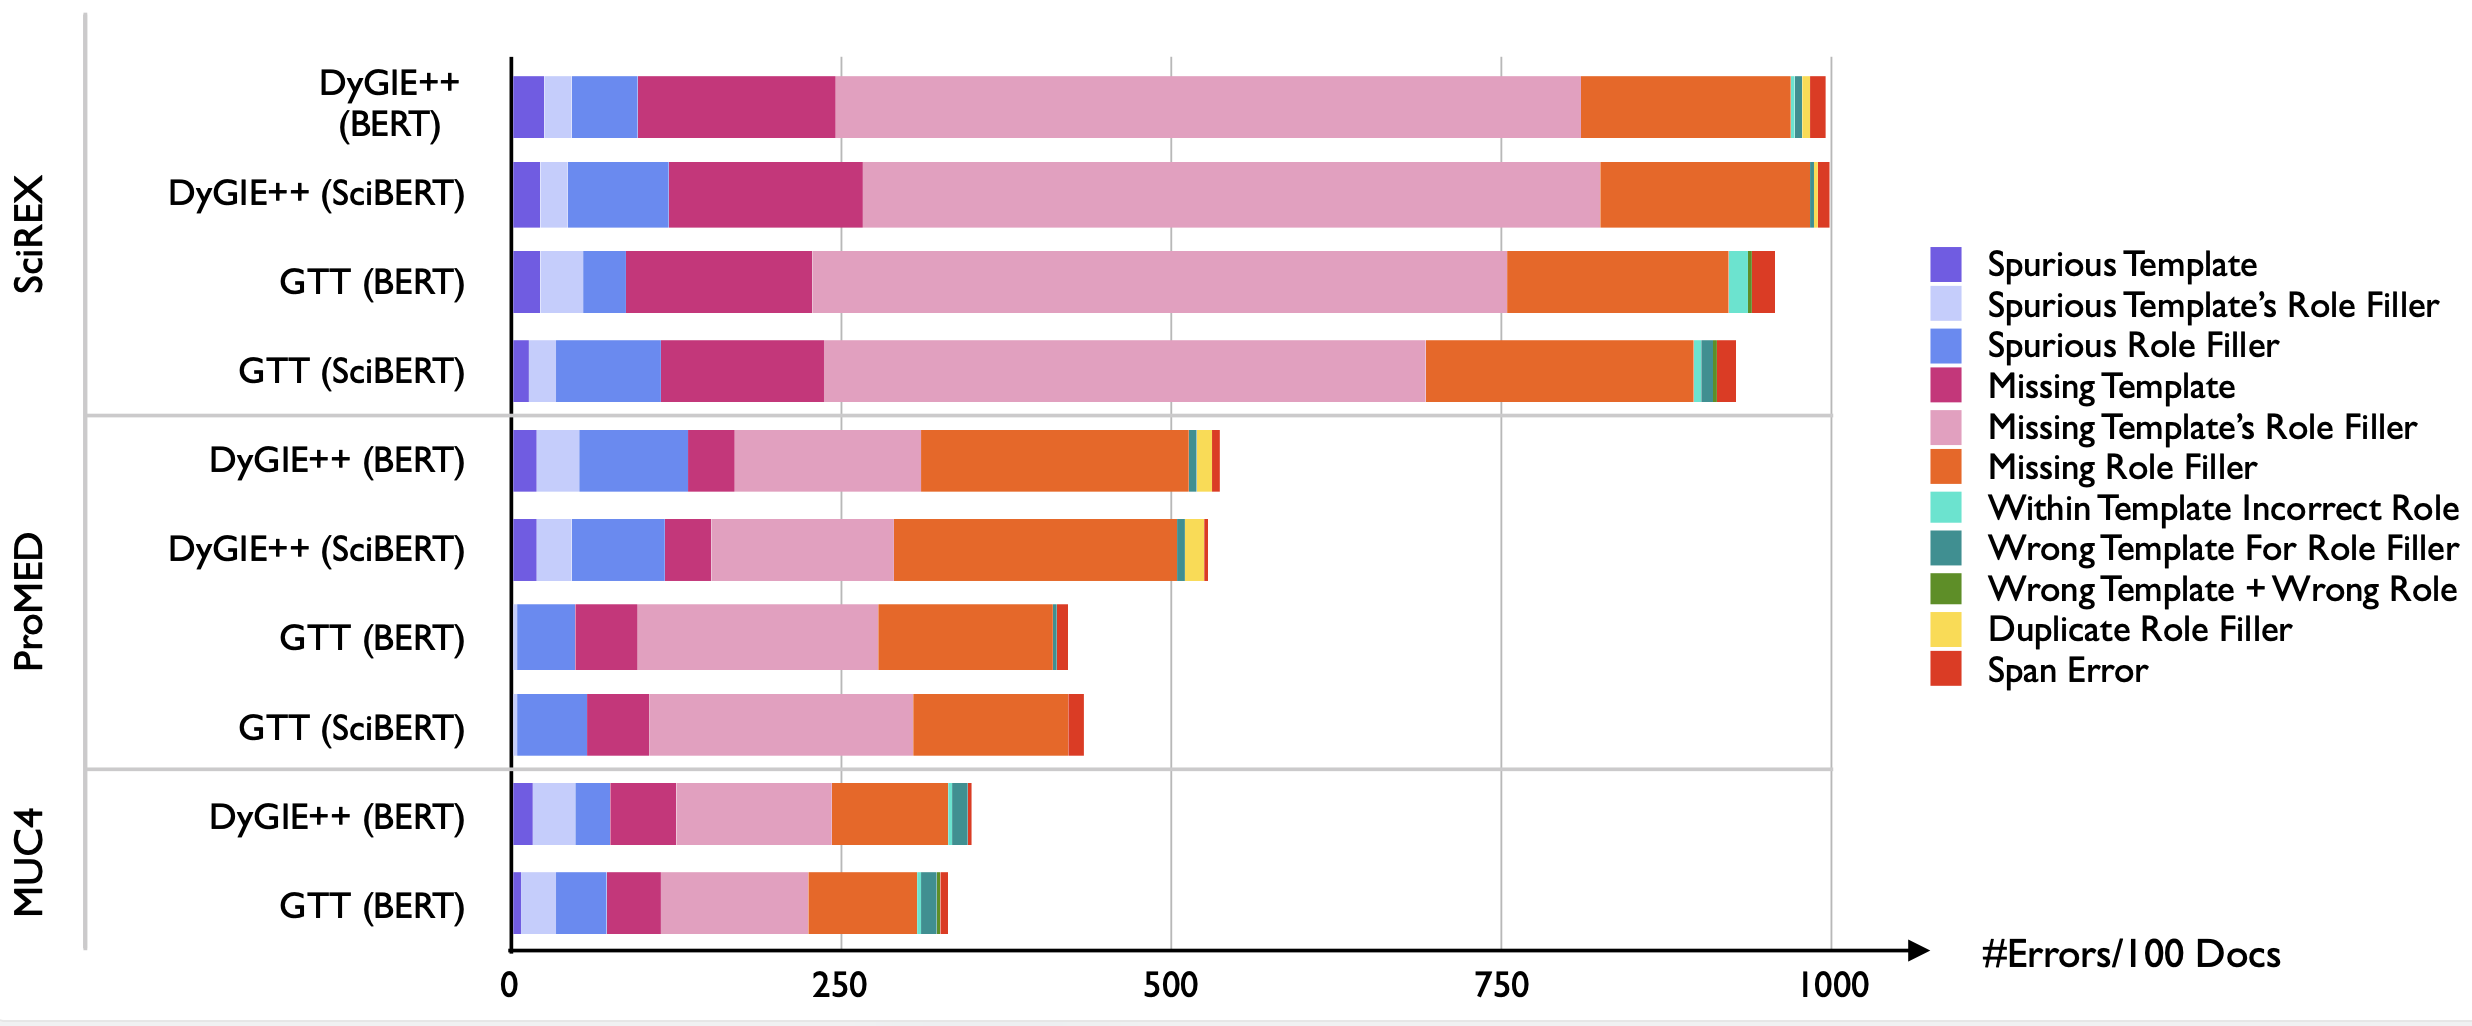 SciREX
DyGIE++
(BERT)
DyGIE++ (SciBERT)
GTT (BERT)
GTT (SciBERT)
ProMED
DyGIE++ (BERT)
DyGIE++ (SciBERT)
GTT (BERT)
GTT (SciBERT)
MUC4
DyGIE++ (BERT)
GTT (BERT)
0 250 500 750 1000
#Errors/100 Docs
Spurious Template
Spurious Template’s Role Filler
Spurious Role Filler
Missing Template
Missing Template’s Role Filler
Missing Role Filler
Within Template Incorrect Role
Wrong Template For Role Filler
Wrong Template + Wrong Role
Duplicate Role Filler
Span Error